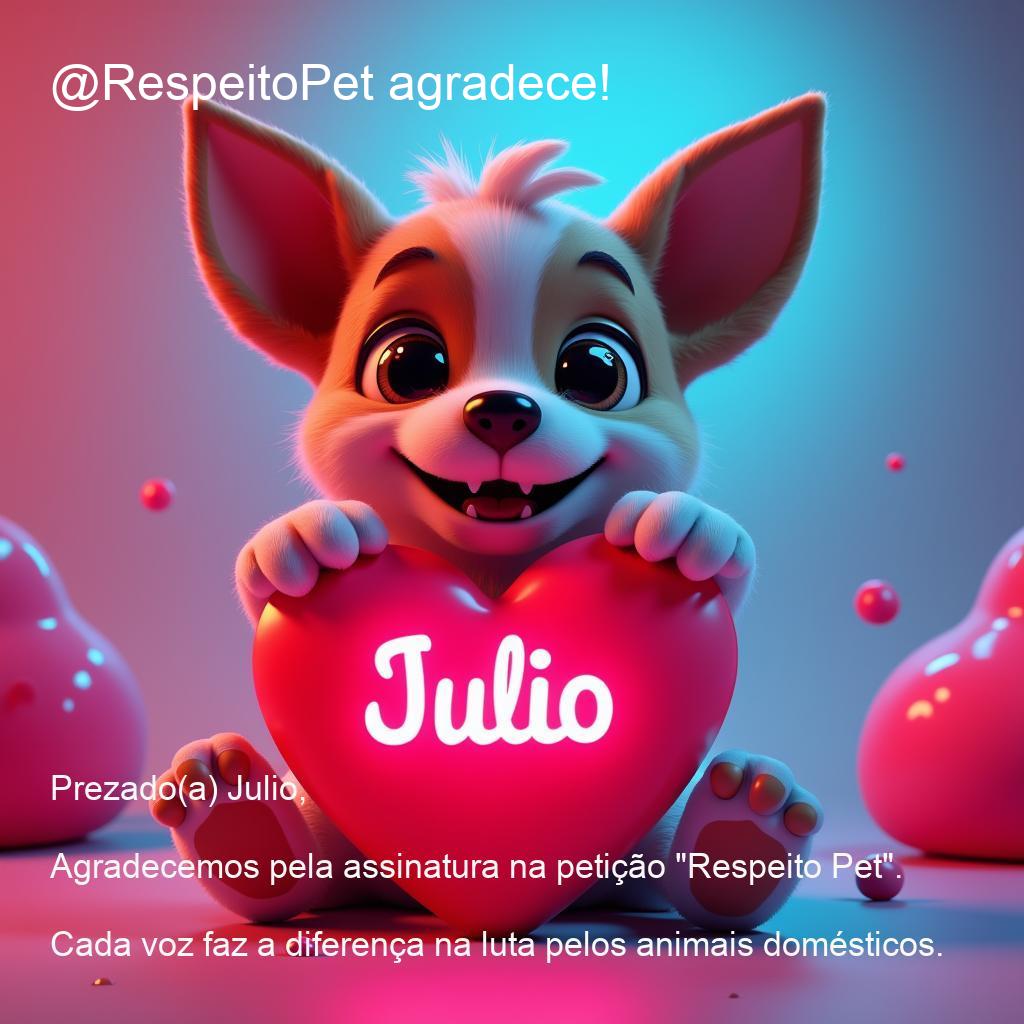 @RespeitoPet agradece!
Julio
Prezado(a) Julio,
Agradecemos pela assinatura na petição "Respeito Pet".
Cada voz faz a diferença na luta pelos animais domésticos.